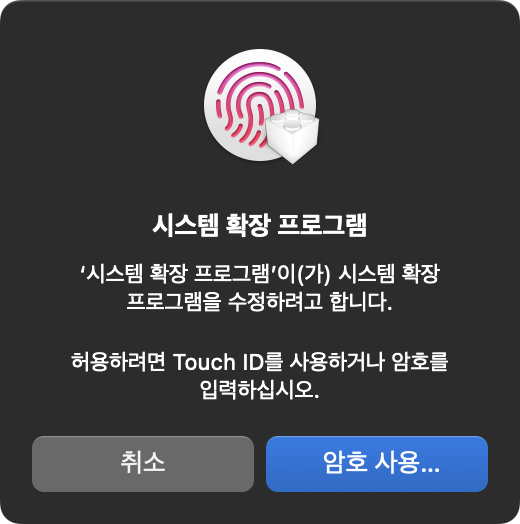 시스템 확장 프로그램
‘시스템 확장 프로그램’이(가) 시스템 확장
프로그램을 수정하려고 합니다.
허용하려면 Touch ID를 사용하거나 암호를
입력하십시오.
취소
암호 사용...